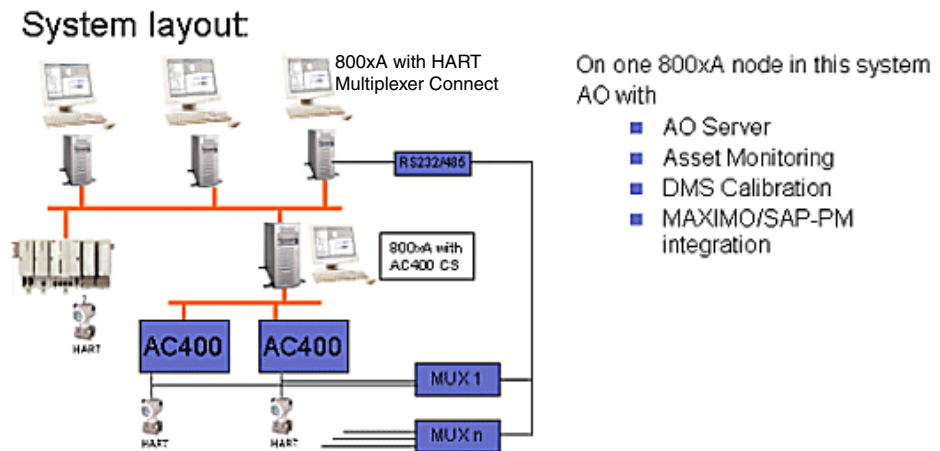 System layout:
800xA with HART
Multiplexer Connect
RS232/485
800xA with
AC400 CS
HART
AC400
AC400
MUX 1
HART
HART
MUX n
On one 800xA node in this system
AO with
AO Server
Asset Monitoring
DMS Calibration
MAXIMO/SAP-PM
integration